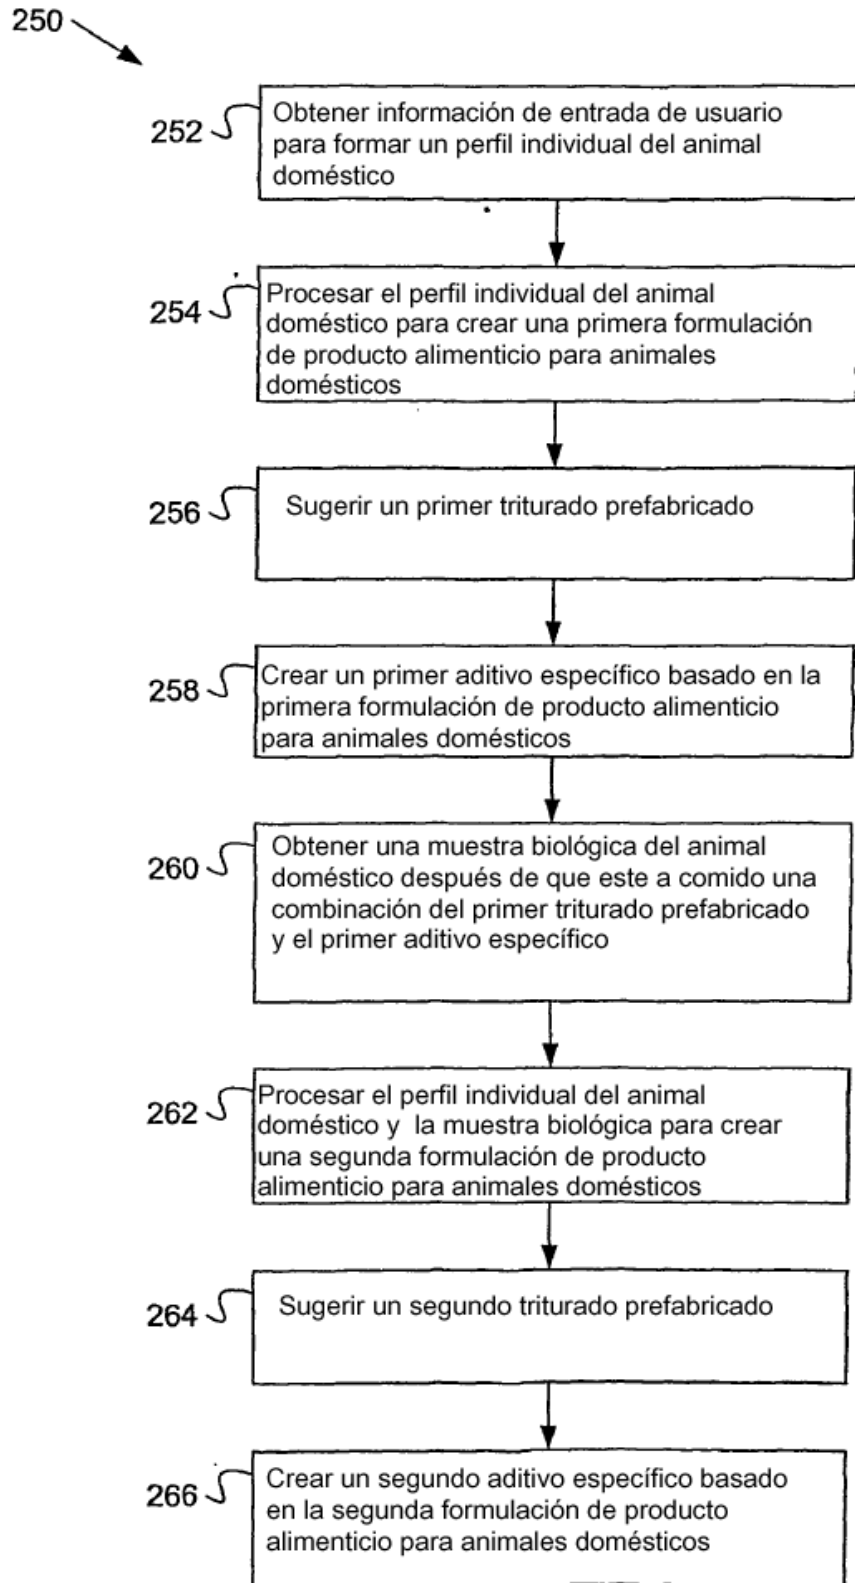 250
252
Obtener información de entrada de usuario
para formar un perfil individual del animal
doméstico
254
Procesar el perfil individual del animal
doméstico para crear una primera formulación
de producto alimenticio para animales
domésticos
256
Sugerir un primer triturado prefabricado
258
Crear un primer aditivo específico basado en la
primera formulación de producto alimenticio
para animales domésticos
260
Obtener una muestra biológica del animal
doméstico después de que este a comido una
combinación del primer triturado prefabricado
y el primer aditivo específico
262
Procesar el perfil individual del animal
doméstico y la muestra biológica para crear
una segunda formulación de producto
alimenticio para animales domésticos
264
Sugerir un segundo triturado prefabricado
266
Crear un segundo aditivo específico basado
en la segunda formulación de producto
alimenticio para animales domésticos